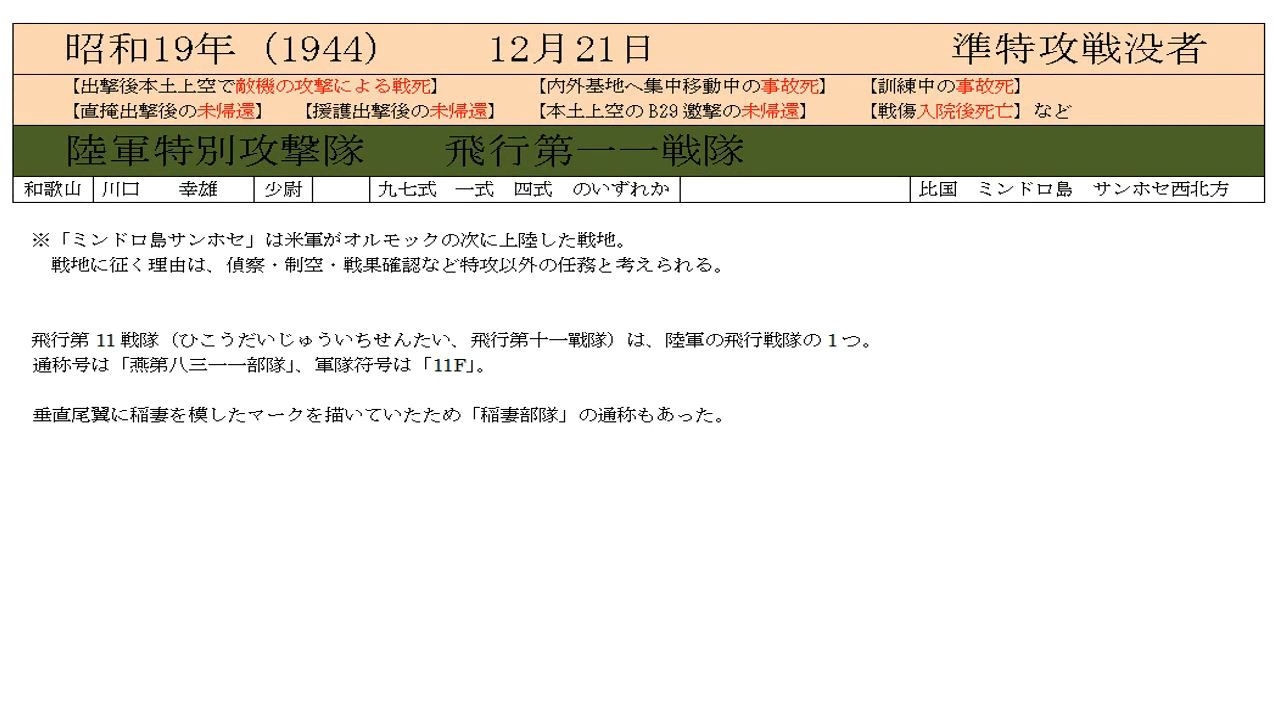 昭和19年（1944） 12月21日 準特攻戦没者
【出撃後本土上空で敵機の攻撃による戦死】 【内外基地へ集中移動中の事故死】 【訓練中の事故死】
【直掩出撃後の未帰還】 【援護出撃後の未帰還】 【本土上空のB29邀撃の未帰還】 【戦傷入院後死亡】など
陸軍特別攻撃隊 飛行第一一戦隊
和歌山 川口 幸雄 少尉 九七式 一式 四式 のいずれか 比国 ミンドロ島 サンホセ西北方
※「ミンドロ島サンホセ」は米軍がオルモックの次に上陸した戦地。
戦地に征く理由は、偵察・制空・戦果確認など特攻以外の任務と考えられる。
飛行第11戦隊（ひこうだいじゅういちせんたい、飛行第十一戰隊）は、陸軍の飛行戦隊の1つ。
通称号は「燕第八三一一部隊」、軍隊符号は「11F」。
垂直尾翼に稲妻を模したマークを描いていたため「稲妻部隊」の通称もあった。